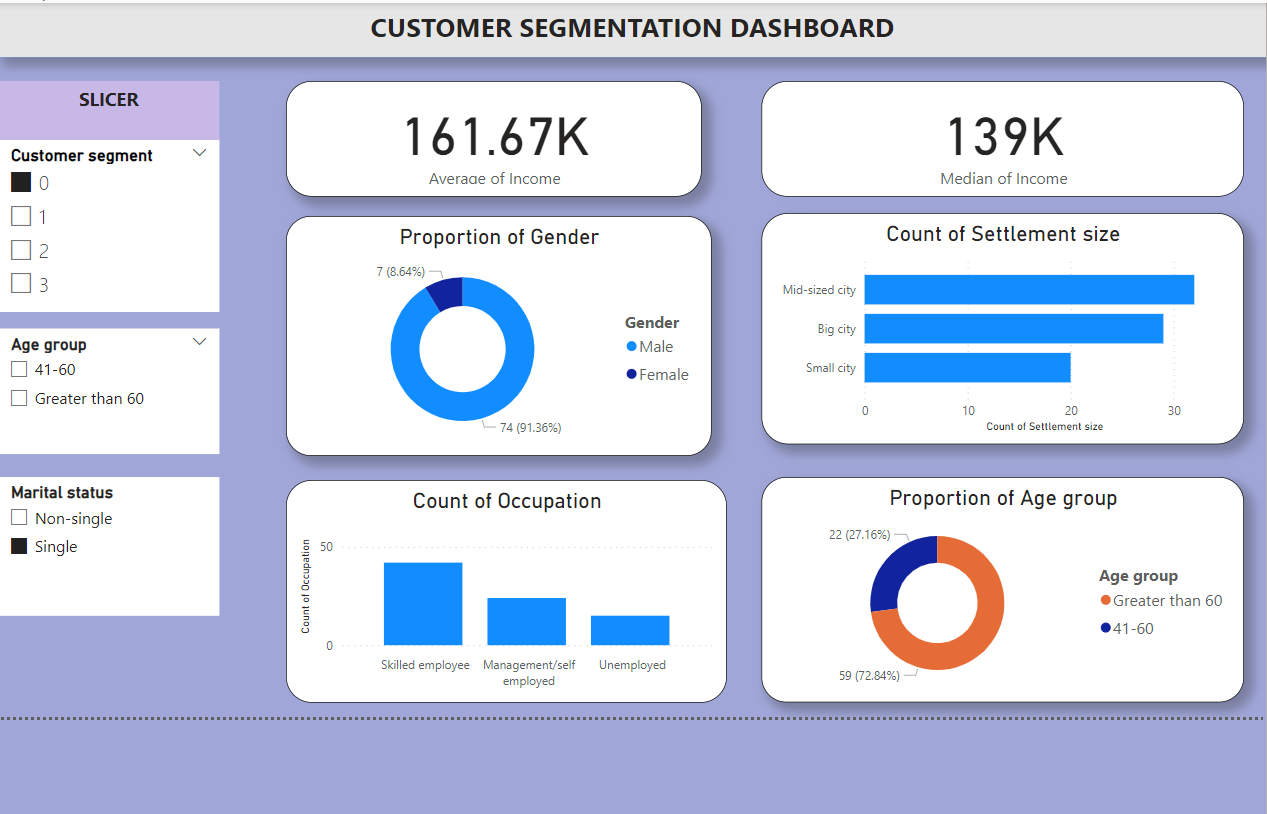 CUSTOMER SEGMENTATION DASHBOARD
SLICER
Customer segment
0
1
2
3
Age group
41-60
Greater than 60
Marital status
Non-single
Single
161.67K
Average of Income
139K
Median of Income
Proportion of Gender
7 (8.64%)
74 (91.36%)
Gender
Male
Female
Count of Settlement size
Mid-sized city
Big city
Small city
0 10 20 30
Count of Settlement size
Count of Occupation
Count of Occupation
50
0
Skilled employee Management/self Unemployed
employed
Proportion of Age group
22 (27.16%)
59 (72.84%)
Age group
Greater than 60
41-60